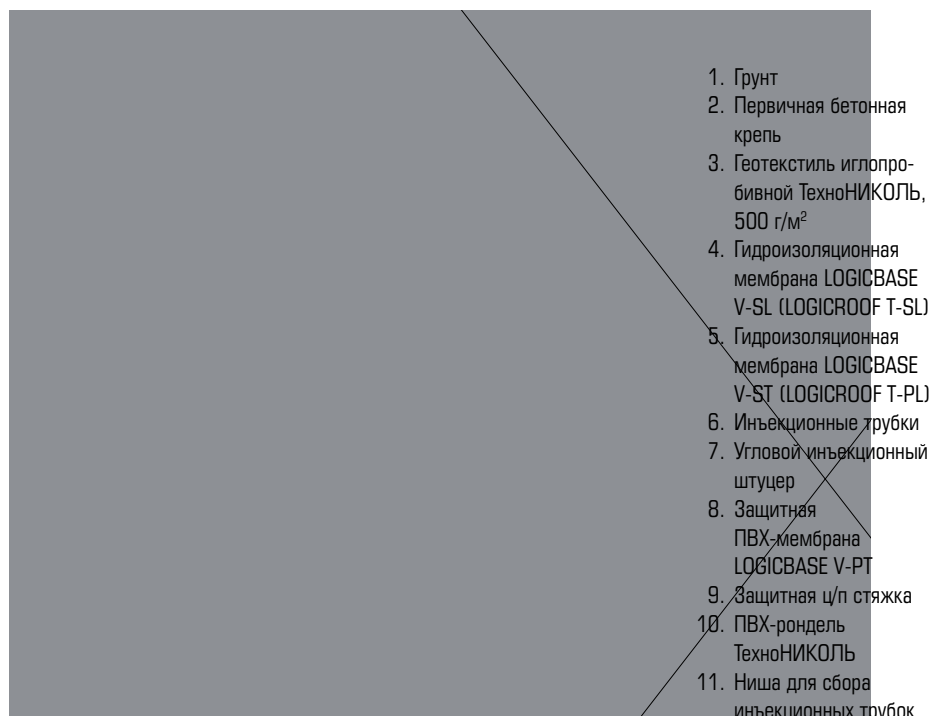 1. Грунт
2. Первичная бетонная
крепь
3. Геотекстиль иглопро-
бивной ТехноНИКОЛЬ,
500 г/м²
4. Гидроизоляционная
мембрана LOGICBASE
V-SL (LOGICROOF T-SL)
5. Гидроизоляционная
мембрана LOGICBASE
V-ST (LOGICROOF T-PL)
6. Инъекционные трубки
7. Угловой инъекционный
штуцер
8. Защитная
ПВХ-мембрана
LOGICBASE V-PT
9. Защитная ц/п стяжка
10. ПВХ-рондель
ТехноНИКОЛЬ
11. Ниша для сбора
инъекционных трубок